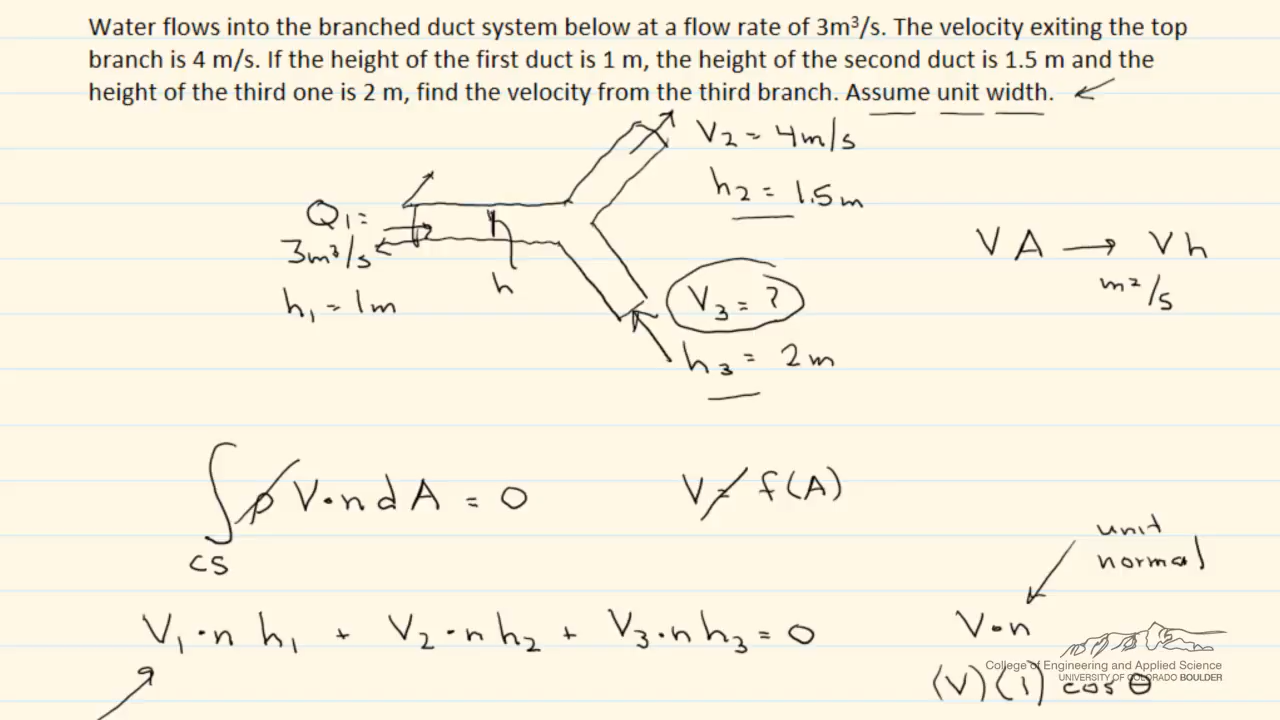 Water flows into the branched duct system below at a flow rate of 3m³/s. The velocity exiting the top
branch is 4 m/s. If the height of the first duct is 1 m, the height of the second duct is 1.5 m and the
height of the third one is 2 m, find the velocity from the third branch. Assume unit width.
V₂ = 4m/s
h₂ = 1.5m
Q₁ =
3m³/s
h₁ = 1m
h
V₃ = ?
h₃ = 2m
VA → Vh
m²/s
∫ ρ V·n dA = 0
CS
V ≠ f(A)
unit
normal
V₁·n h₁ + V₂·n h₂ + V₃·n h₃ = 0
V·n
(V)(1) cos θ
College of Engineering and Applied Science
UNIVERSITY OF COLORADO BOULDER